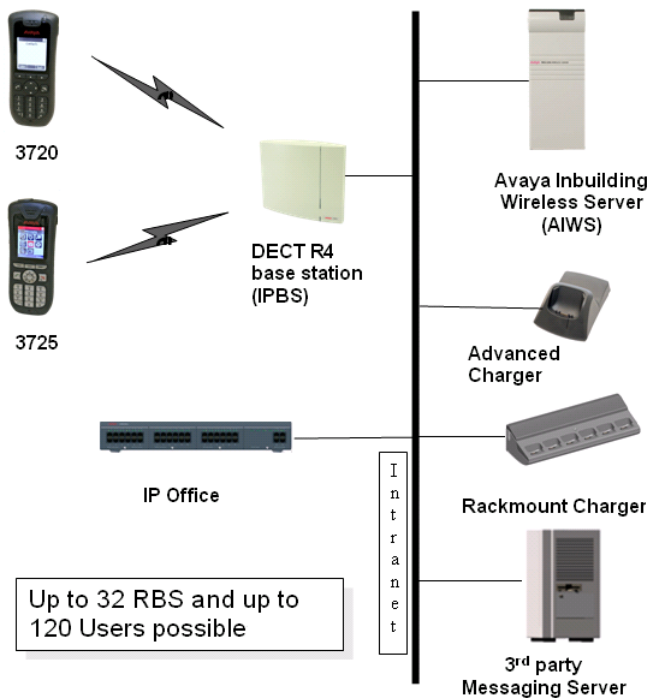 3720
3725
DECT R4
base station
(IPBS)
Avaya Inbuilding
Wireless Server
(AIWS)
Advanced
Charger
IP Office
Intranet
Rackmount Charger
Up to 32 RBS and up to
120 Users possible
3rd party
Messaging Server